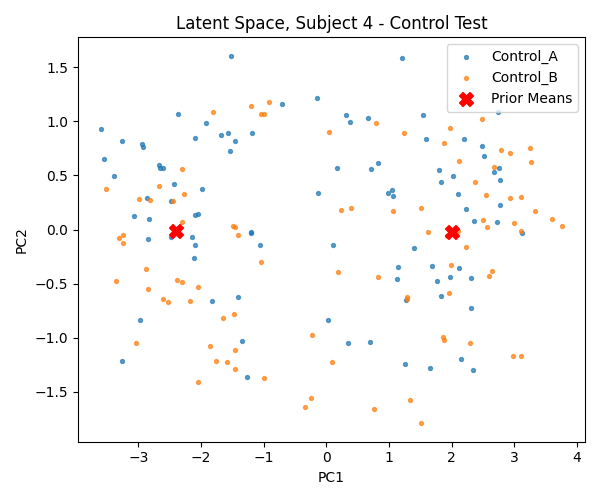 Latent Space, Subject 4 - Control Test
Control_A
Control_B
Prior Means
1.5
1.0
0.5
0.0
−0.5
−1.0
−1.5
PC2
−3
−2
−1
0
1
2
3
4
PC1